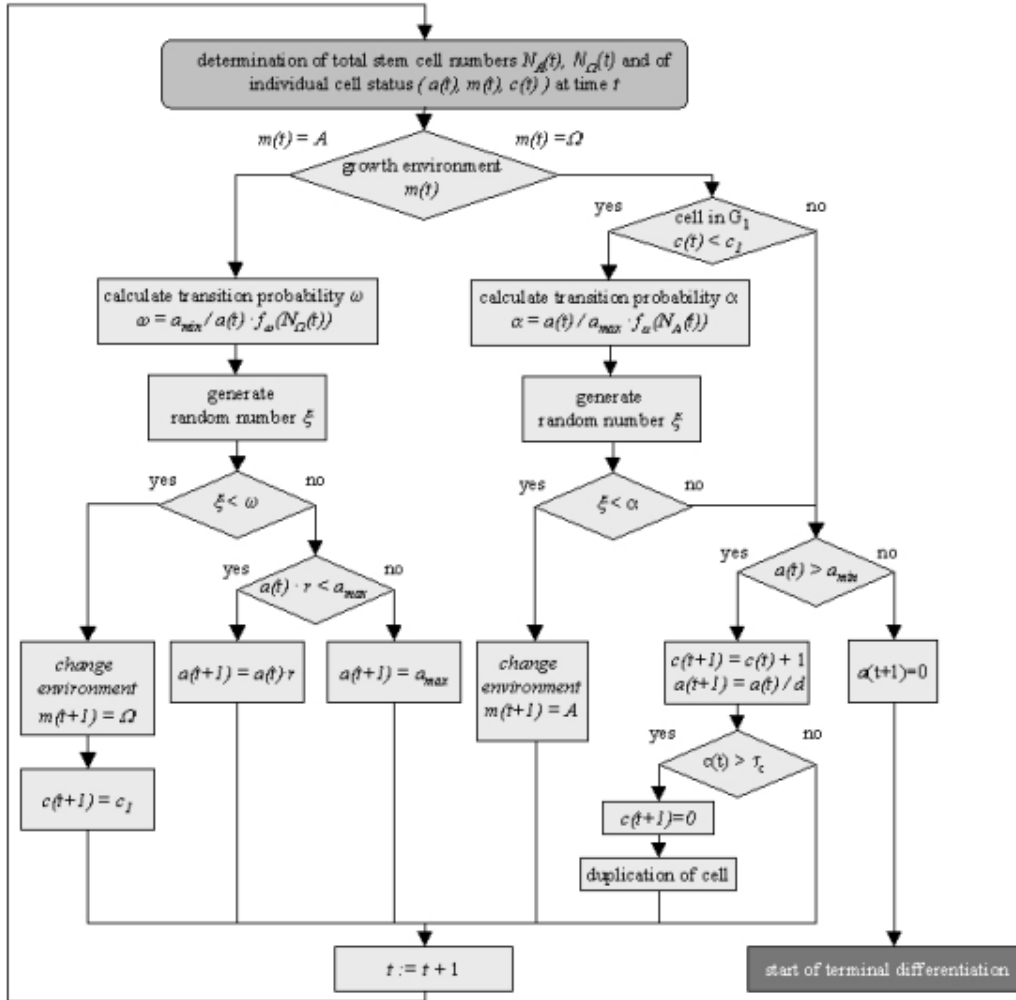 determination of total stem cell numbers N_A(t), N_Ω(t) and of
individual cell status ( a(t), m(t), c(t) ) at time t
m(t) = A
m(t) =Ω
growth environment
m(t)
yes
no
cell in G₁
c(t) < c₁
calculate transition probability ω
ω = a_min / a(t) · f_ω(N_Ω(t))
calculate transition probability α
α = a(t) / a_max · f_α(N_A(t))
generate
random number ξ
generate
random number ξ
yes
no
ξ < ω
yes
no
ξ < α
yes
no
a(t) · r < a_max
yes
no
a(t) > a_min
change
environment
m(t+1) = Ω
a(t+1) = a(t)·r
a(t+1) = a_max
change
environment
m(t+1) = A
c(t+1) = c(t) + 1
a(t+1) = a(t) / d
a(t+1)=0
yes
no
c(t) > τ_c
c(t+1) = c₁
c(t+1)=0
duplication of cell
t := t + 1
start of terminal differentiation